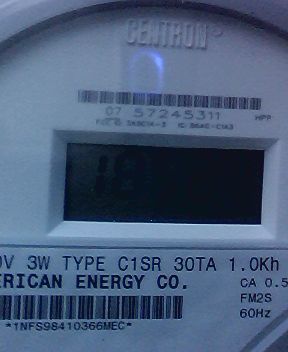 CENTRON®
07 57245311 HPP
0V 3W TYPE C1SR 30TA 1.0Kh
ERICAN ENERGY CO. CA 0.5
FM2S
60Hz
*1NFS98410366MEC*